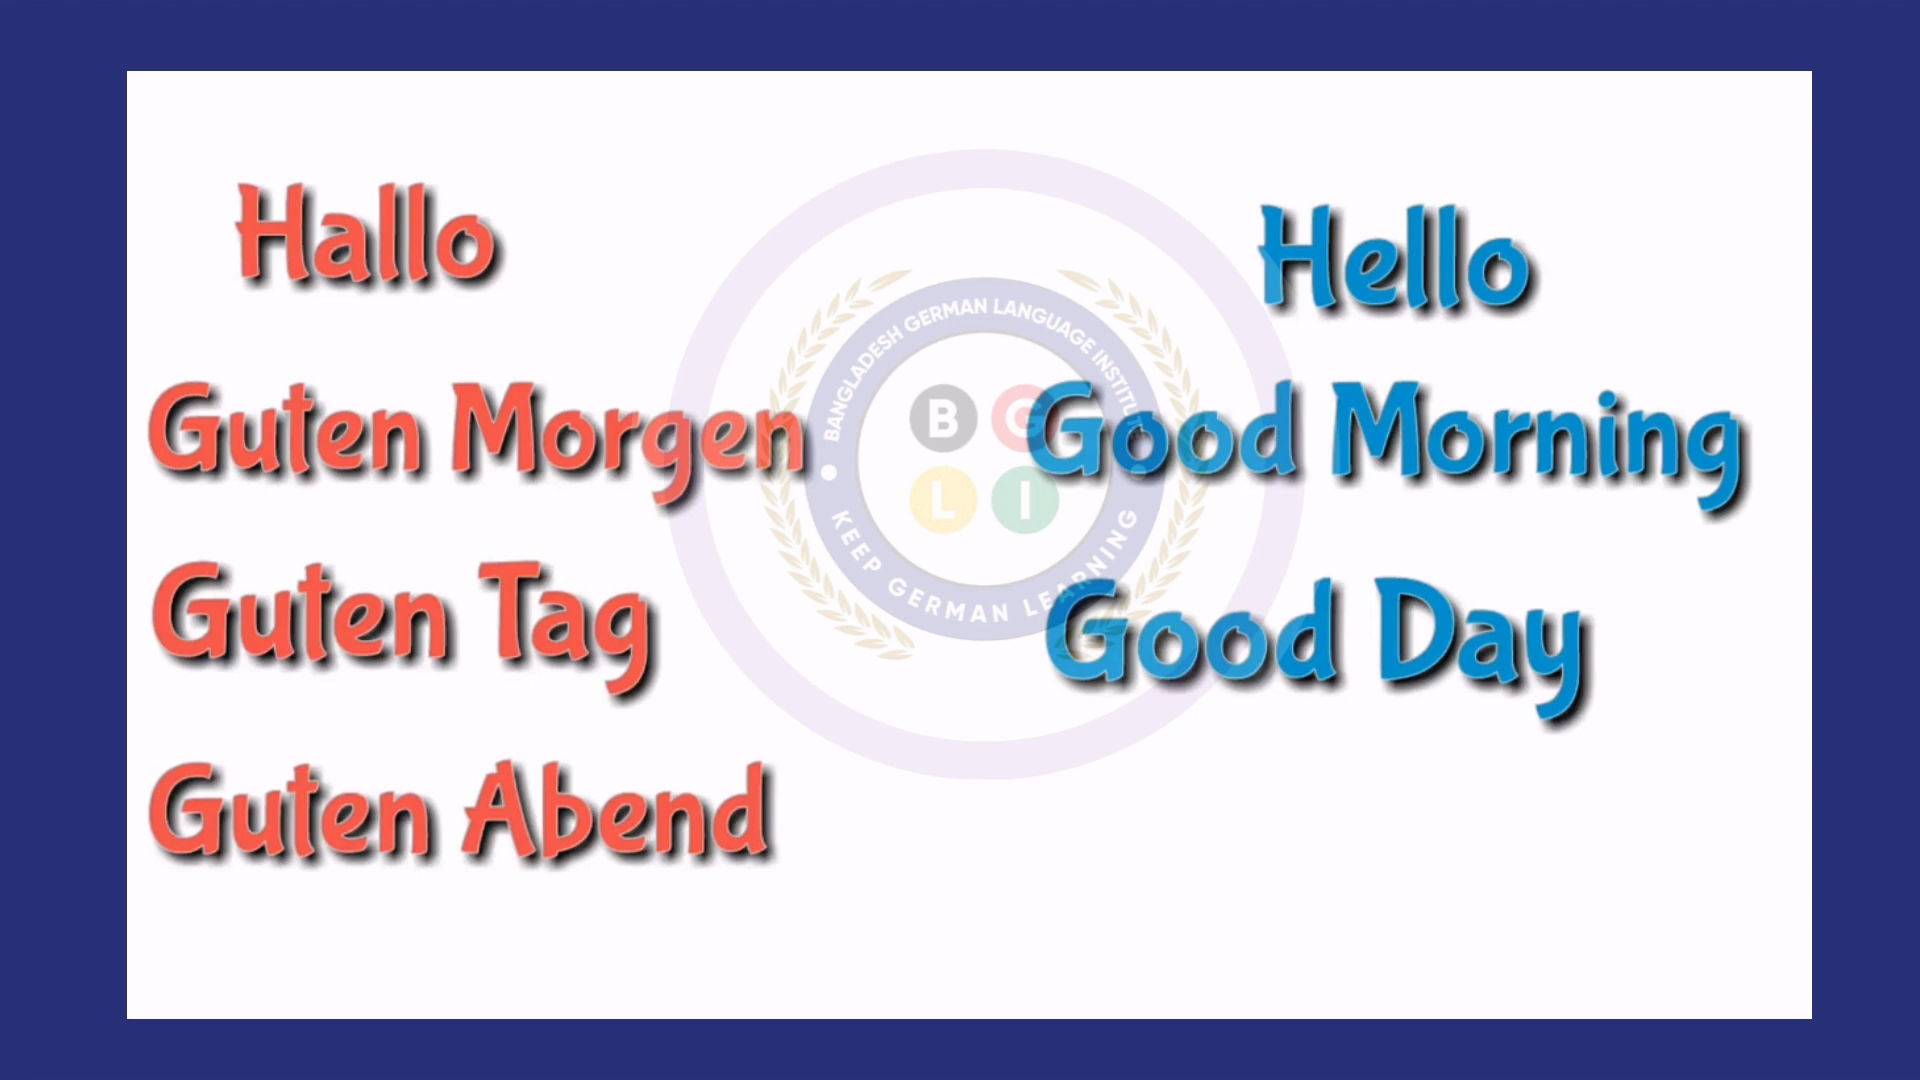 Hallo
Hello
BANGLADESH GERMAN LANGUAGE INSTITUTE
Guten Morgen
B G
Good Morning
L I
KEEP GERMAN LEARNING
Guten Tag
Good Day
Guten Abend